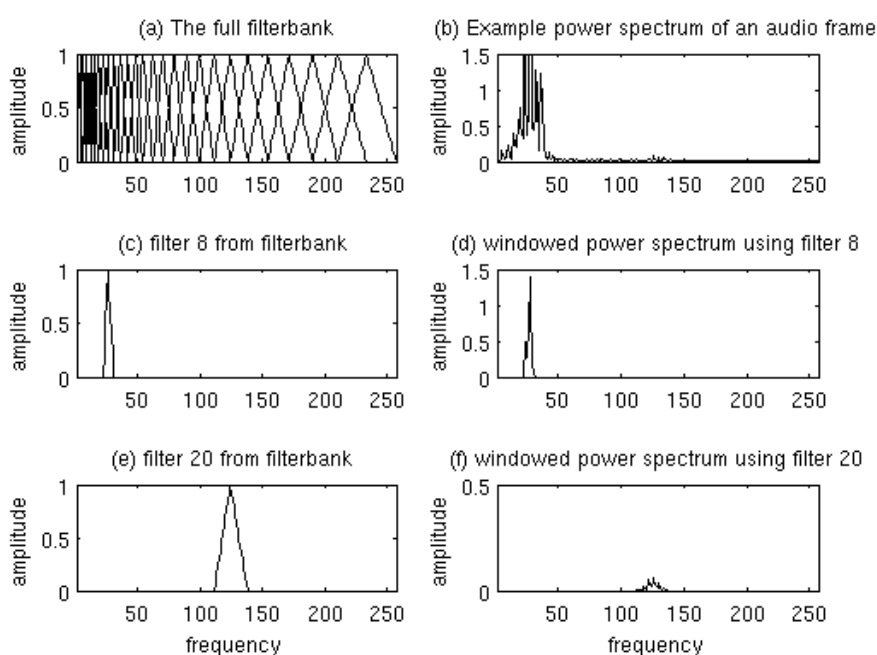 (a) The full filterbank
amplitude
1
0.5
0
50 100 150 200 250
(b) Example power spectrum of an audio frame
amplitude
1.5
1
0.5
0
50 100 150 200 250
(c) filter 8 from filterbank
amplitude
1
0.5
0
50 100 150 200 250
(d) windowed power spectrum using filter 8
amplitude
1.5
1
0.5
0
50 100 150 200 250
(e) filter 20 from filterbank
amplitude
1
0.5
0
50 100 150 200 250
frequency
(f) windowed power spectrum using filter 20
amplitude
0.5
0
50 100 150 200 250
frequency